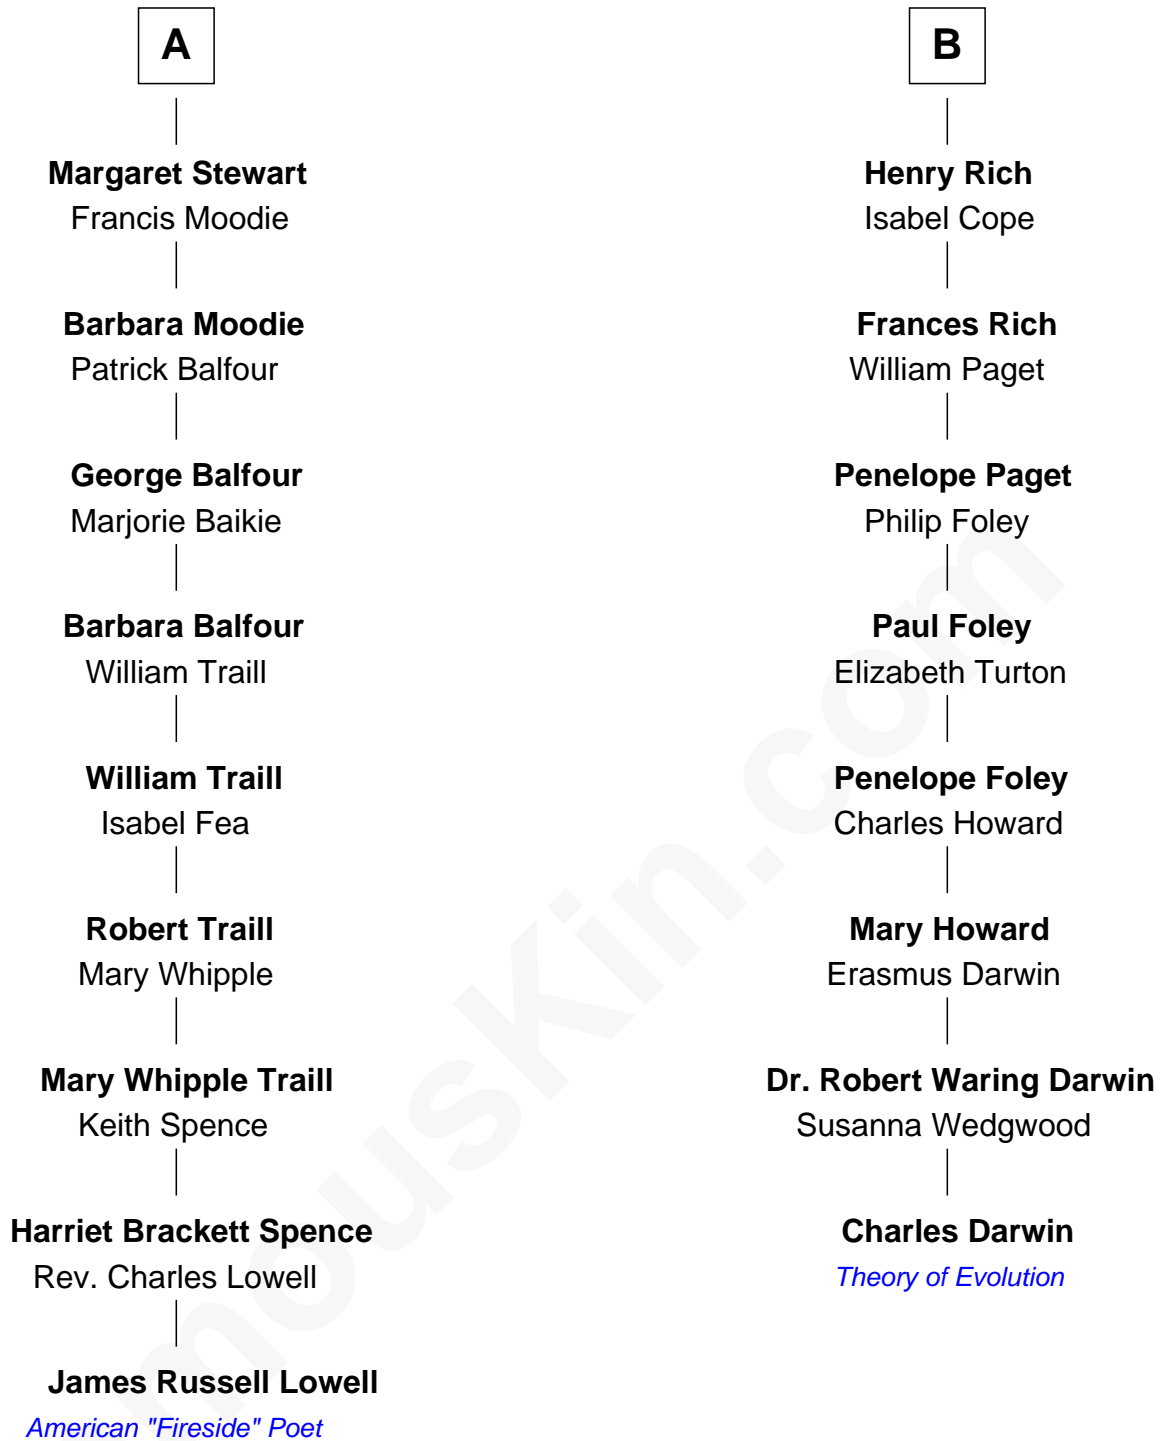 A
Margaret Stewart
Francis Moodie
Barbara Moodie
Patrick Balfour
George Balfour
Marjorie Baikie
Barbara Balfour
William Traill
William Traill
Isabel Fea
Robert Traill
Mary Whipple
Mary Whipple Traill
Keith Spence
Harriet Brackett Spence
Rev. Charles Lowell
James Russell Lowell
American "Fireside" Poet
B
Henry Rich
Isabel Cope
Frances Rich
William Paget
Penelope Paget
Philip Foley
Paul Foley
Elizabeth Turton
Penelope Foley
Charles Howard
Mary Howard
Erasmus Darwin
Dr. Robert Waring Darwin
Susanna Wedgwood
Charles Darwin
Theory of Evolution
mousKin.com